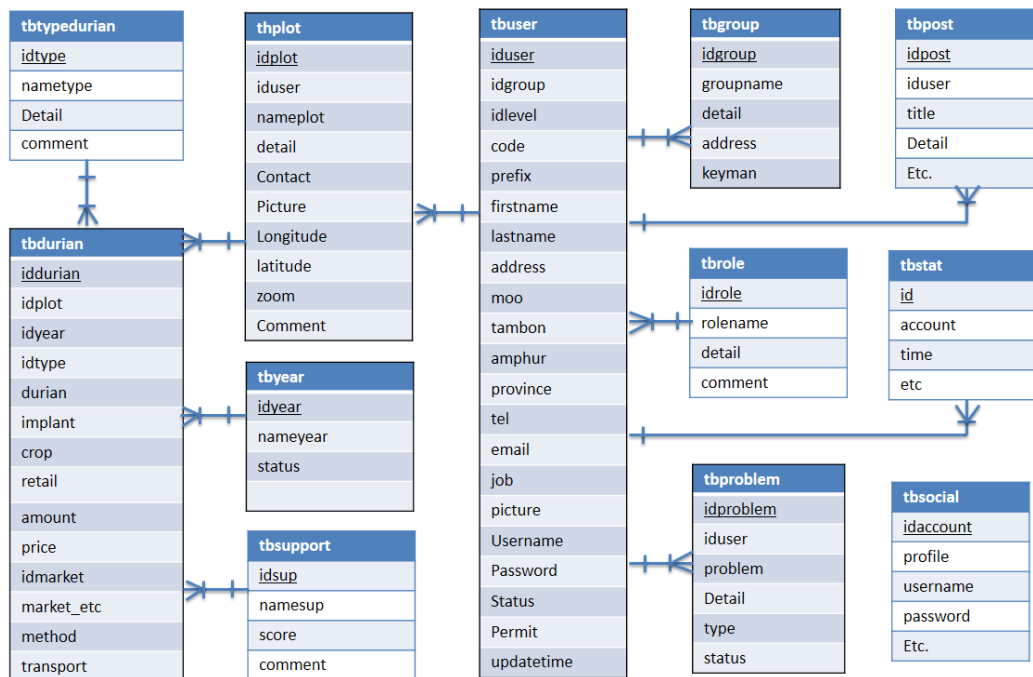 tbtypedurian
idtype
nametype
Detail
comment
thplot
idplot
iduser
nameplot
detail
Contact
Picture
Longitude
latitude
zoom
Comment
tbuser
iduser
idgroup
idlevel
code
prefix
firstname
lastname
address
moo
tambon
amphur
province
tel
email
job
picture
Username
Password
Status
Permit
updatetime
tbgroup
idgroup
groupname
detail
address
keyman
tbpost
idpost
iduser
title
Detail
Etc.
tbdurian
iddurian
idplot
idyear
idtype
durian
implant
crop
retail
amount
price
idmarket
market_etc
method
transport
tbyear
idyear
nameyear
status
tbsupport
idsup
namesup
score
comment
tbrole
idrole
rolename
detail
comment
tbstat
id
account
time
etc
tbproblem
idproblem
iduser
problem
Detail
type
status
tbsocial
idaccount
profile
username
password
Etc.